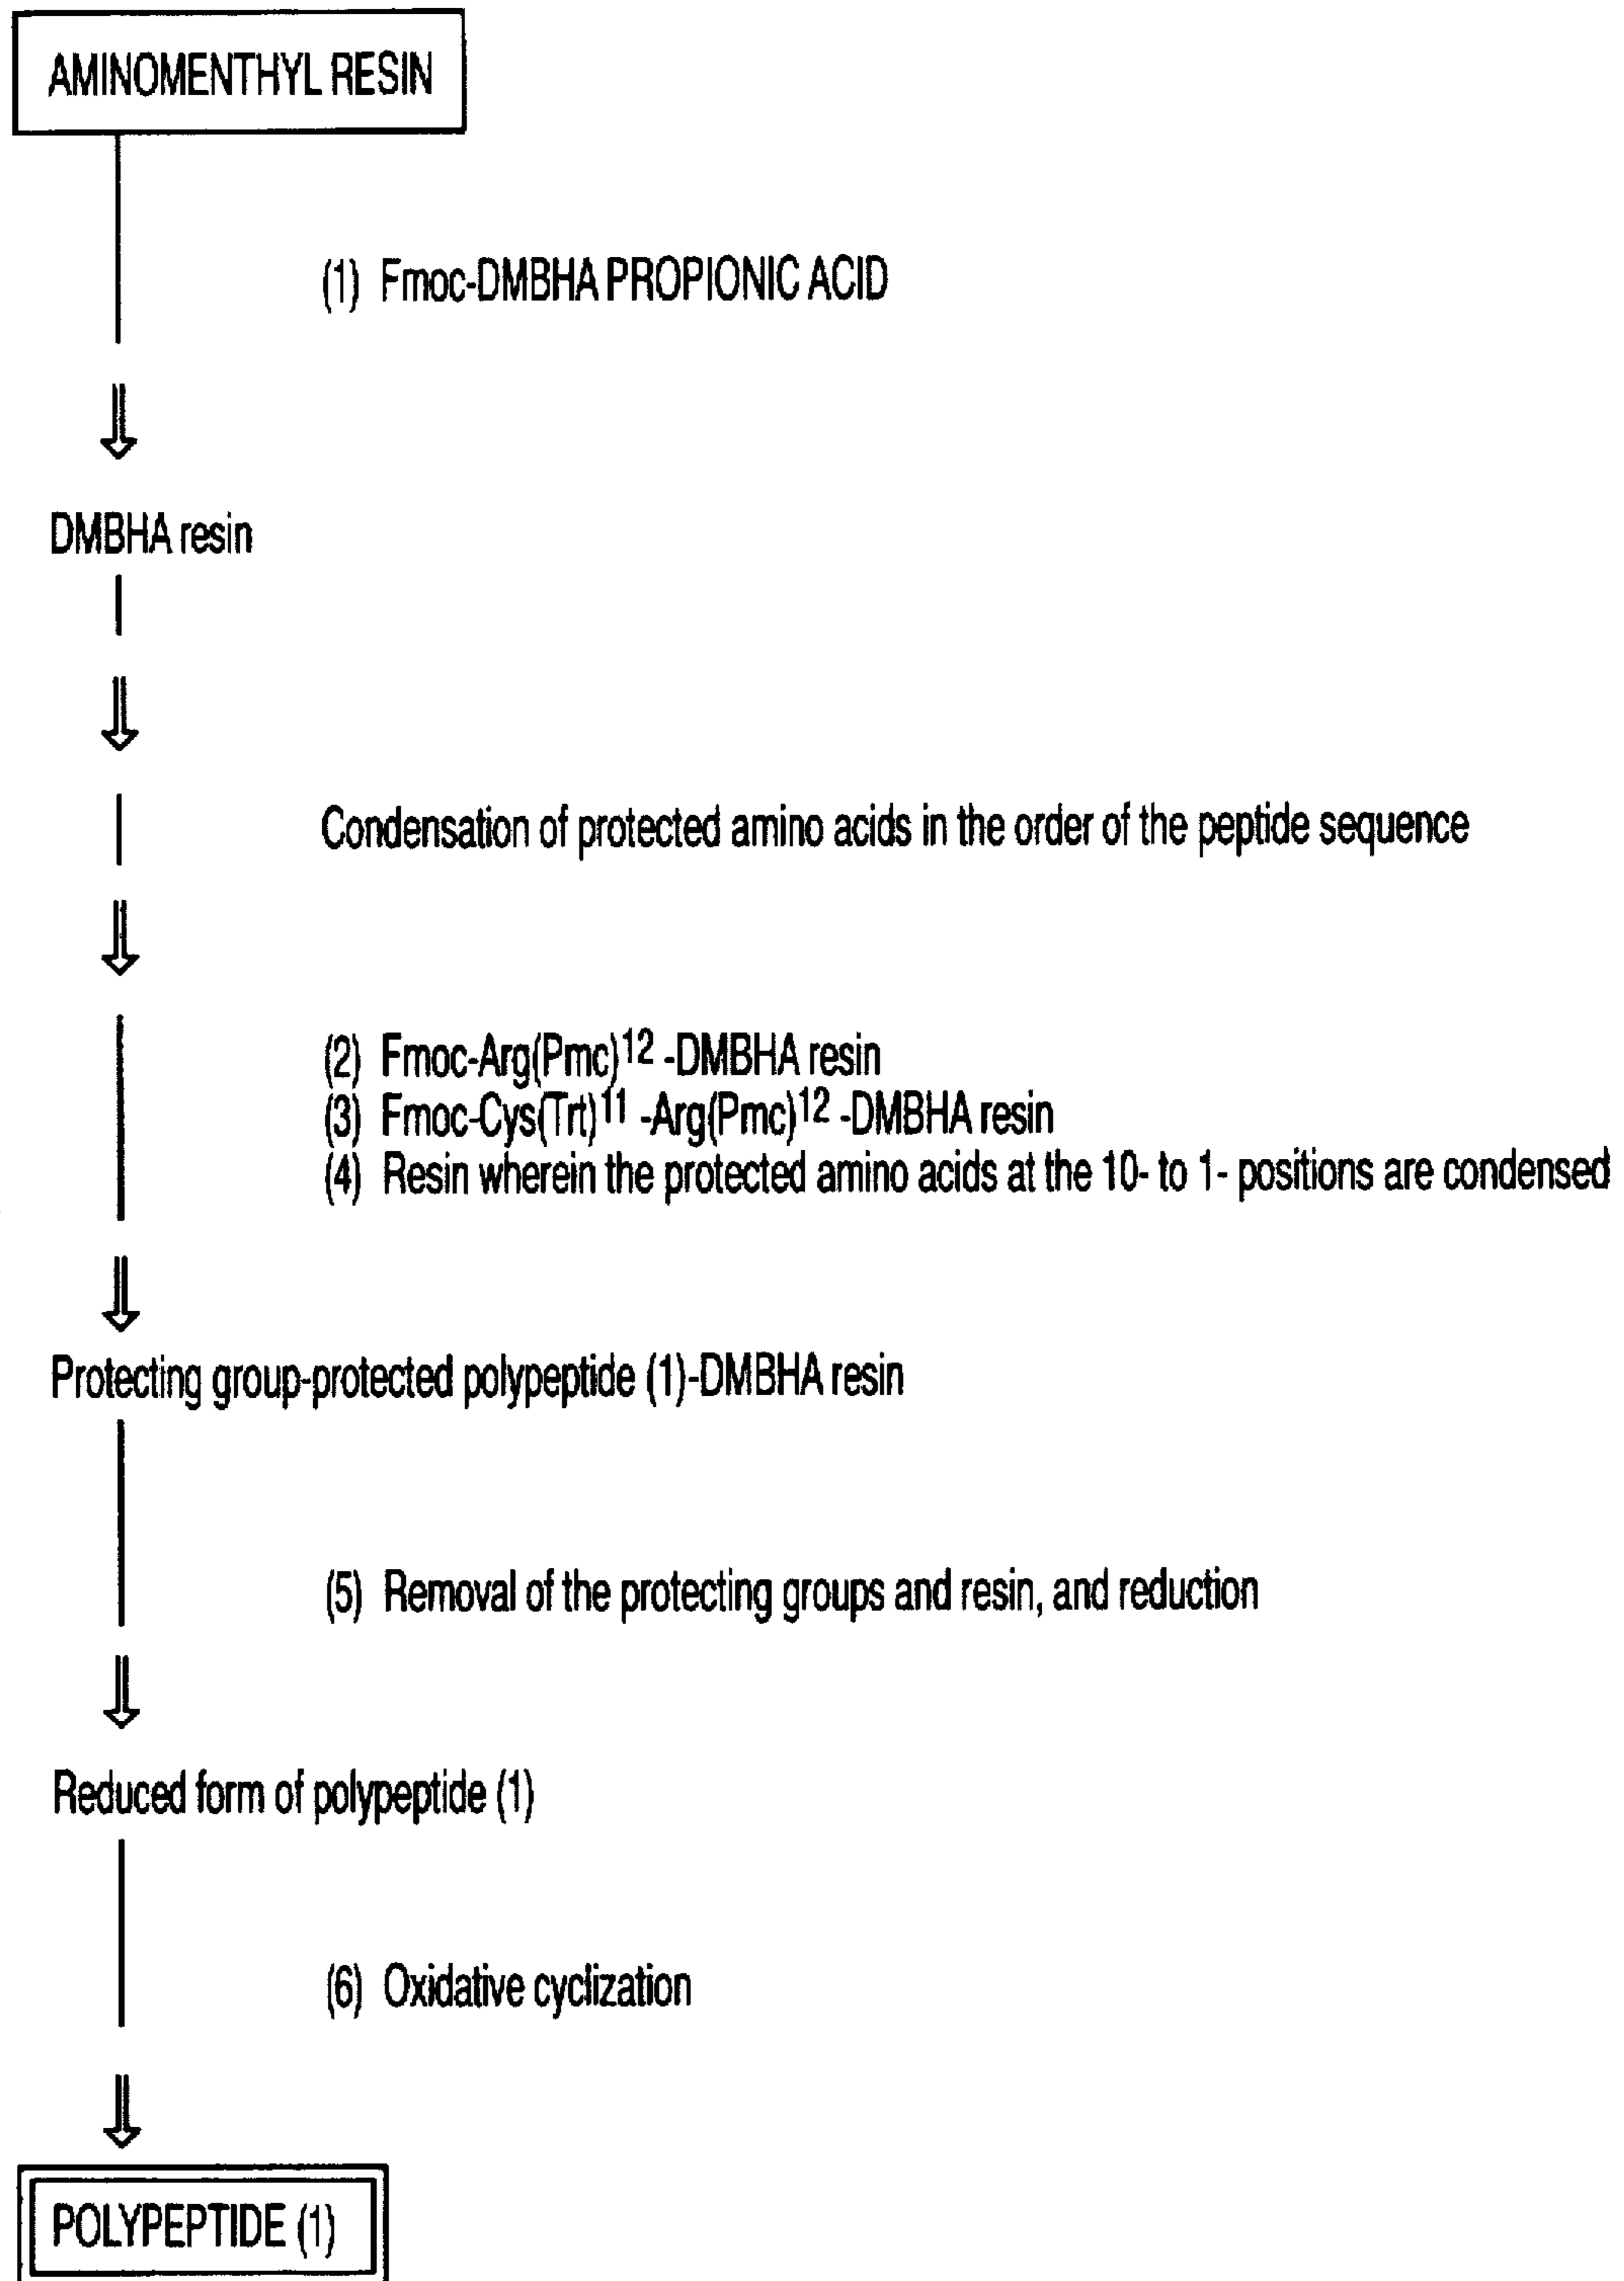 AMINOMENTHYL RESIN
(1) Fmoc-DMBHA PROPIONIC ACID
DMBHA resin
Condensation of protected amino acids in the order of the peptide sequence
(2) Fmoc-Arg(Pmc)12 -DMBHA resin
(3) Fmoc-Cys(Trt)11 -Arg(Pmc)12 -DMBHA resin
(4) Resin wherein the protected amino acids at the 10- to 1- positions are condensed
Protecting group-protected polypeptide (1)-DMBHA resin
(5) Removal of the protecting groups and resin, and reduction
Reduced form of polypeptide (1)
(6) Oxidative cyclization
POLYPEPTIDE (1)